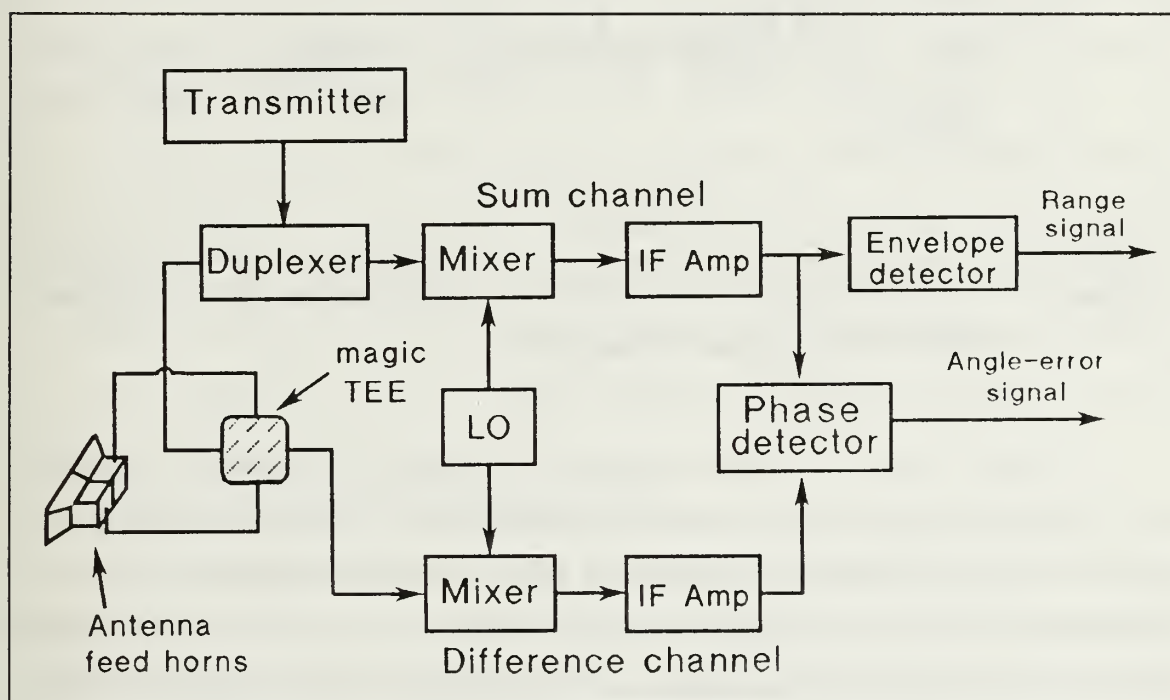 Transmitter
Sum channel
Range
signal
Duplexer
Mixer
IF Amp
Envelope
detector
magic
TEE
LO
Angle-error
signal
Phase
detector
Mixer
IF Amp
Antenna
feed horns
Difference channel